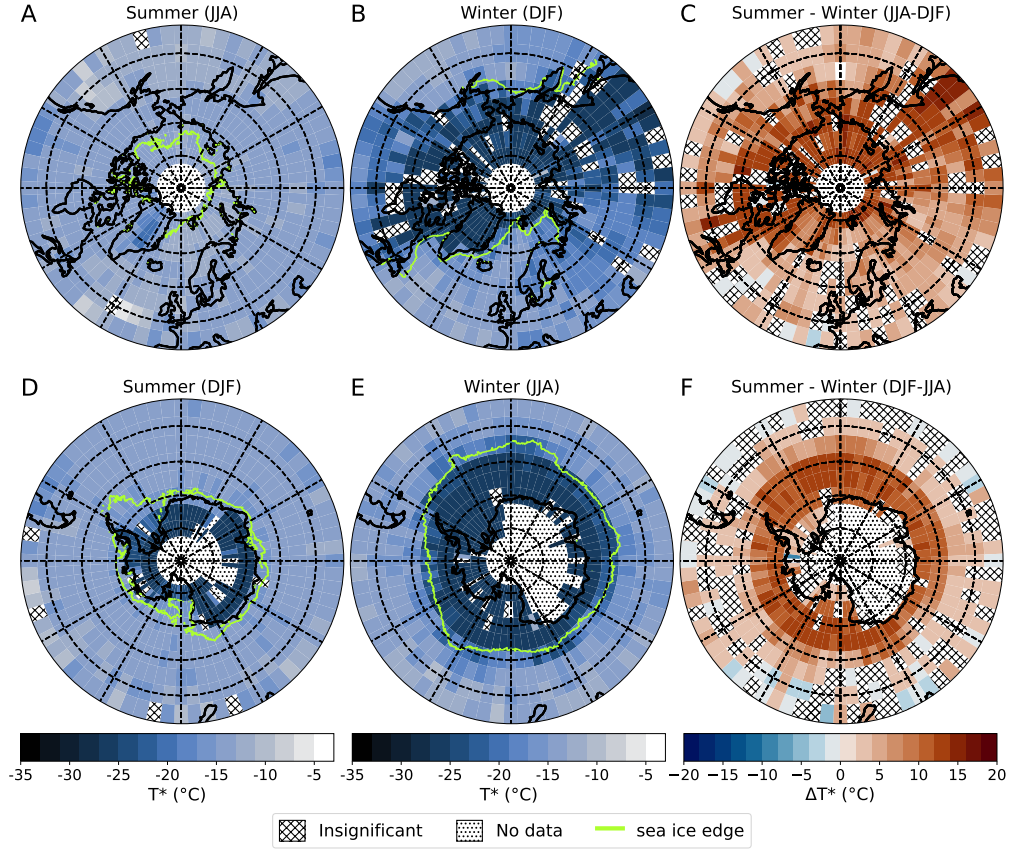 A Summer (JJA) B Winter (DJF) C Summer - Winter (JJA-DJF)
D Summer (DJF) E Winter (JJA) F Summer - Winter (DJF-JJA)
-35 -30 -25 -20 -15 -10 -5 -35 -30 -25 -20 -15 -10 -5 −20 −15 −10 −5 0 5 10 15 20
T* (°C) T* (°C) ΔT* (°C)
Insignificant No data sea ice edge